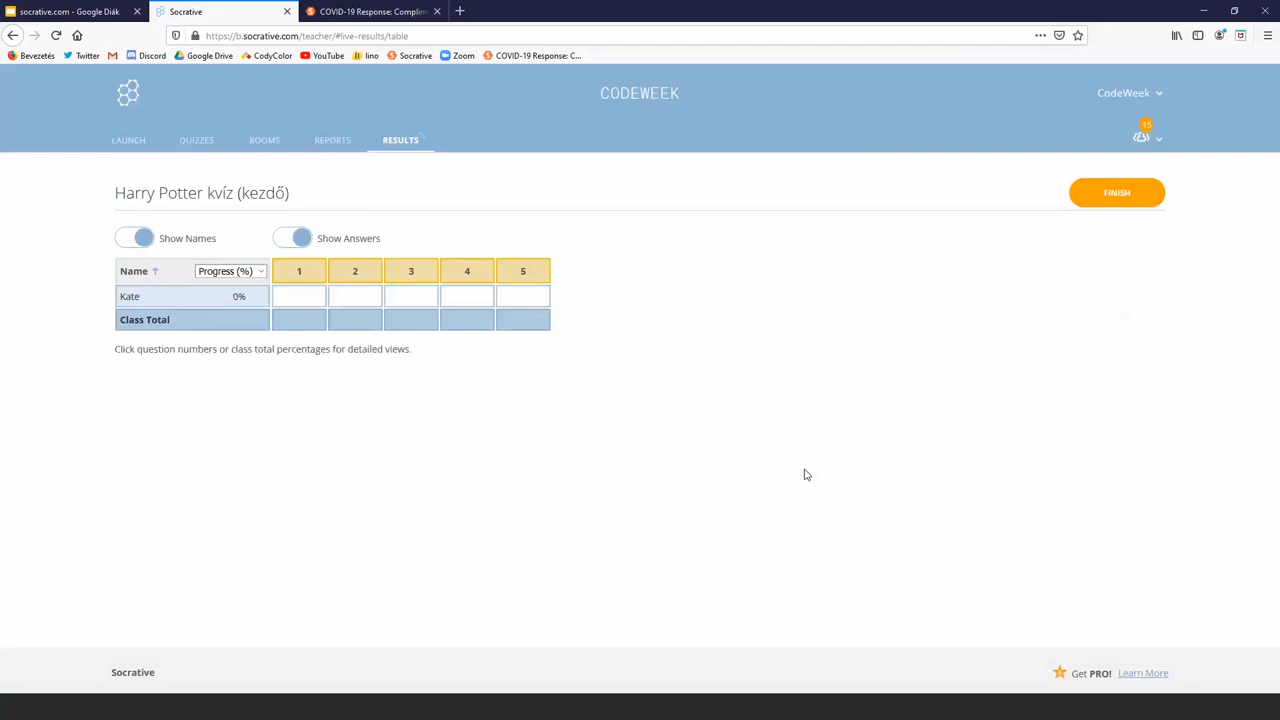 socrative.com - Google Diák
Socrative
COVID-19 Response: Complim
https://b.socrative.com/teacher/#live-results/table
Bevezetés Twitter Discord Google Drive CodyColor YouTube lino Socrative Zoom COVID-19 Response: C...
CODEWEEK
CodeWeek
15
LAUNCH QUIZZES ROOMS REPORTS RESULTS
Harry Potter kvíz (kezdő)
FINISH
Show Names Show Answers
Name Progress (%) 1 2 3 4 5
Kate 0%
Class Total
Click question numbers or class total percentages for detailed views.
Socrative
Get PRO! Learn More